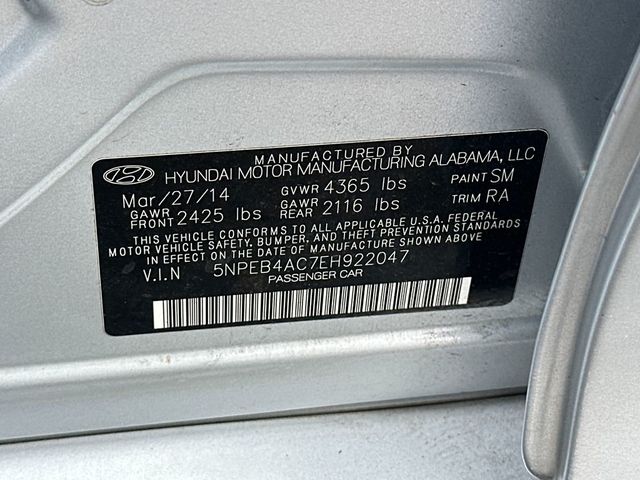 MANUFACTURED BY
HYUNDAI MOTOR MANUFACTURING ALABAMA, LLC
Mar/27/14 GVWR 4365 lbs PAINT SM
GAWR FRONT 2425 lbs GAWR REAR 2116 lbs TRIM RA
THIS VEHICLE CONFORMS TO ALL APPLICABLE U.S.A. FEDERAL
MOTOR VEHICLE SAFETY, BUMPER, AND THEFT PREVENTION STANDARDS
IN EFFECT ON THE DATE OF MANUFACTURE SHOWN ABOVE.
V.I.N 5NPEB4AC7EH922047
PASSENGER CAR